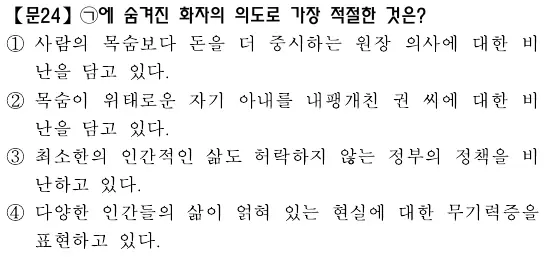 【문24】 ㉠에 숨겨진 화자의 의도로 가장 적절한 것은?
① 사람의 목숨보다 돈을 더 중시하는 원장 의사에 대한 비
난을 담고 있다.
② 목숨이 위태로운 자기 아내를 내팽개친 권 씨에 대한 비
난을 담고 있다.
③ 최소한의 인간적인 삶도 허락하지 않는 정부의 정책을 비
난하고 있다.
④ 다양한 인간들의 삶이 얽혀 있는 현실에 대한 무기력증을
표현하고 있다.